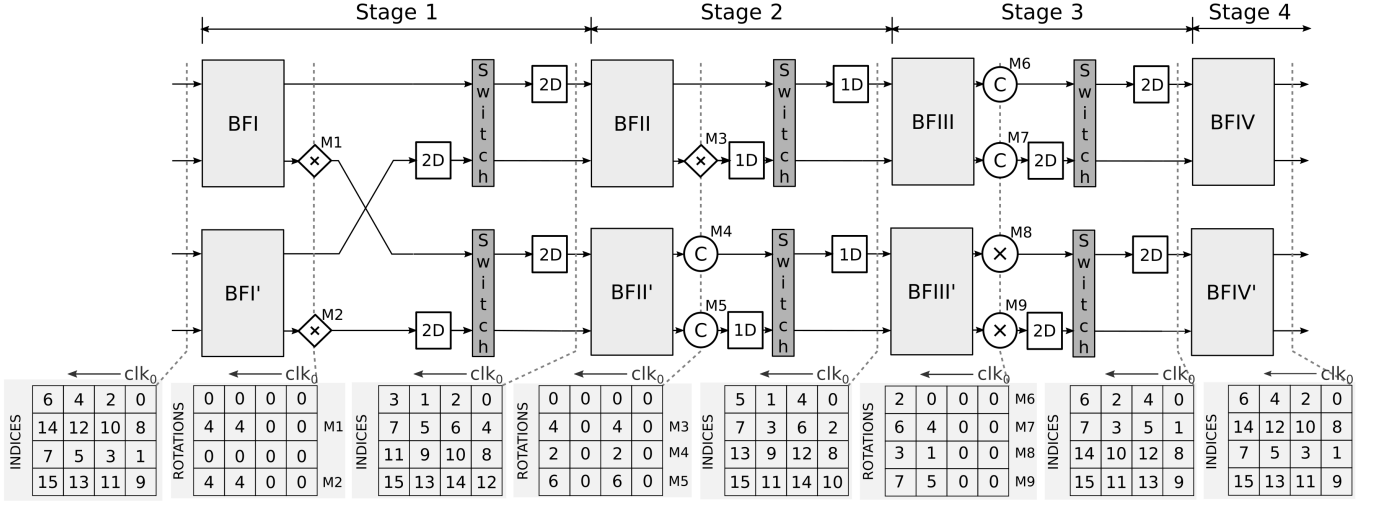 Stage 1 Stage 2 Stage 3 Stage 4
BFI Switch 2D BFII Switch 1D BFIII M6 C Switch 2D BFIV
M1 × 2D M3 × 1D M7 C 2D
BFI' Switch 2D BFII' M4 C Switch 1D BFIII' M8 × Switch 2D BFIV'
M2 × 2D M5 C 1D M9 × 2D
clk0 clk0 clk0 clk0 clk0 clk0 clk0 clk0
INDICES
6 4 2 0
14 12 10 8
7 5 3 1
15 13 11 9
ROTATIONS
0 0 0 0
4 4 0 0 M1
0 0 0 0
4 4 0 0 M2
INDICES
3 1 2 0
7 5 6 4
11 9 10 8
15 13 14 12
ROTATIONS
0 0 0 0
4 0 4 0 M3
2 0 2 0 M4
6 0 6 0 M5
INDICES
5 1 4 0
7 3 6 2
13 9 12 8
15 11 14 10
ROTATIONS
2 0 0 0 M6
6 4 0 0 M7
3 1 0 0 M8
7 5 0 0 M9
INDICES
6 2 4 0
7 3 5 1
14 10 12 8
15 11 13 9
INDICES
6 4 2 0
14 12 10 8
7 5 3 1
15 13 11 9